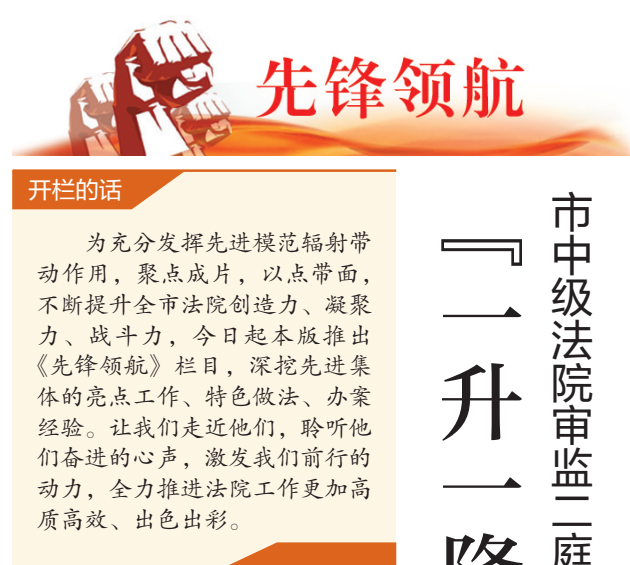 先锋领航
开栏的话
为充分发挥先进模范辐射带
动作用，聚点成片，以点带面，
不断提升全市法院创造力、凝聚
力、战斗力，今日起本版推出
《先锋领航》栏目，深挖先进集
体的亮点工作、特色做法、办案
经验。让我们走近他们，聆听他
们奋进的心声，激发我们前行的
动力，全力推进法院工作更加高
质高效、出色出彩。
市中级法院审监二庭
『一升一降